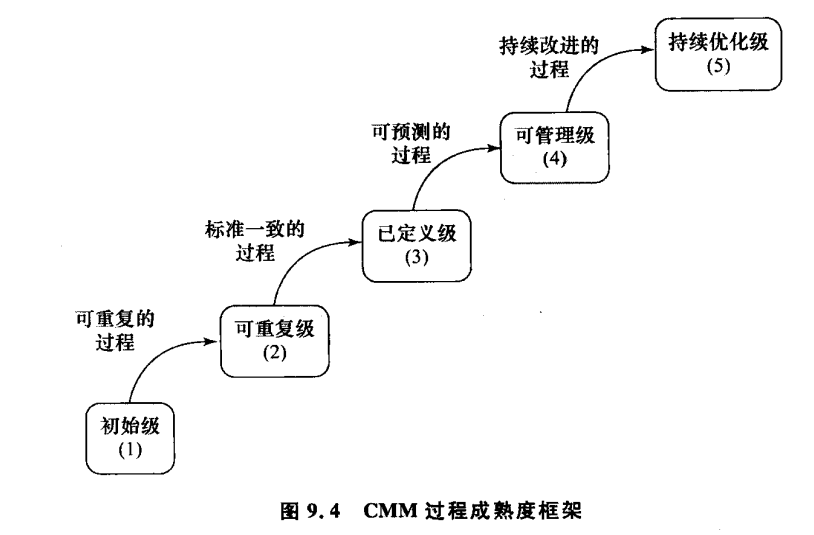 持续改进的
过程
持续优化级
(5)
可预测的
过程
可管理级
(4)
标准一致的
过程
已定义级
(3)
可重复的
过程
可重复级
(2)
初始级
(1)
图 9.4 CMM 过程成熟度框架